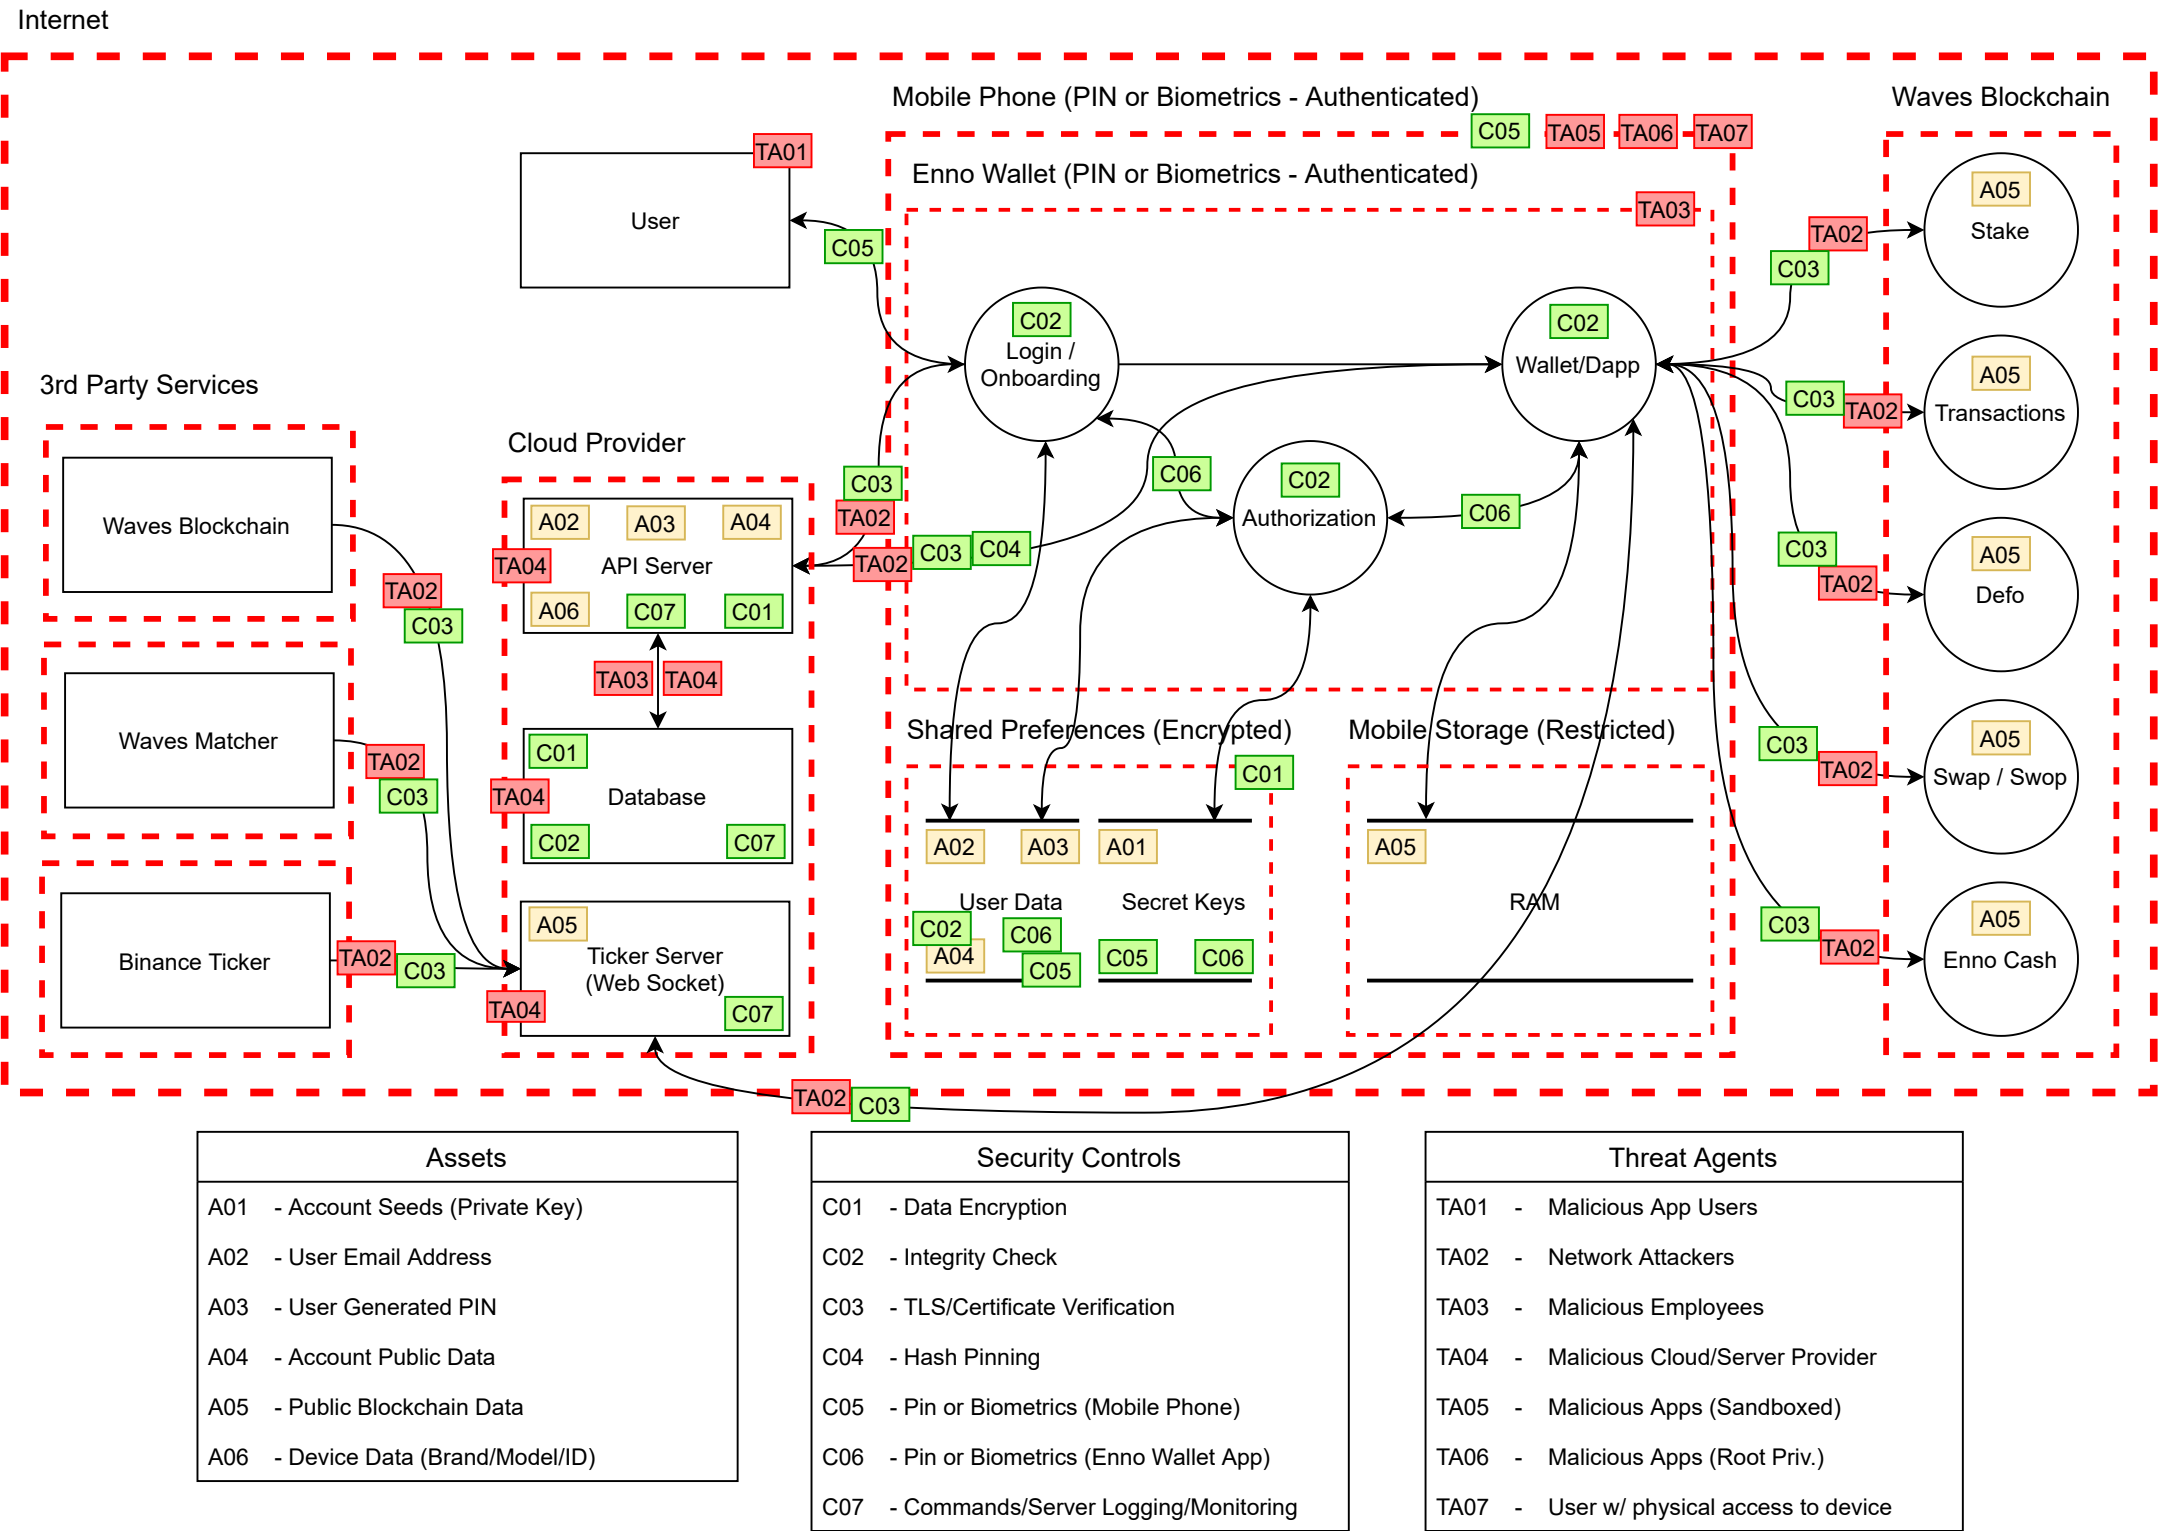 Internet
Mobile Phone (PIN or Biometrics - Authenticated)
C05
TA05
TA06
TA07
Waves Blockchain
Enno Wallet (PIN or Biometrics - Authenticated)
TA03
TA01
User
C05
C02
Login /
Onboarding
C02
Wallet/Dapp
C06
C02
Authorization
C06
TA02
C03
A05
Stake
C03
TA02
A05
Transactions
C03
TA02
A05
Defo
C03
TA02
A05
Swap / Swop
C03
TA02
A05
Enno Cash
3rd Party Services
Waves Blockchain
TA02
C03
Waves Matcher
TA02
C03
Binance Ticker
TA02
C03
Cloud Provider
A02
A03
A04
TA04
API Server
A06
C07
C01
C03
TA02
TA02
C03
C04
TA03
TA04
C01
TA04
Database
C02
C07
A05
Ticker Server
(Web Socket)
TA04
C07
Shared Preferences (Encrypted)
C01
A02
A03
A01
User Data
Secret Keys
C02
C06
A04
C05
C05
C06
Mobile Storage (Restricted)
A05
RAM
TA02
C03
Assets
A01 - Account Seeds (Private Key)
A02 - User Email Address
A03 - User Generated PIN
A04 - Account Public Data
A05 - Public Blockchain Data
A06 - Device Data (Brand/Model/ID)
Security Controls
C01 - Data Encryption
C02 - Integrity Check
C03 - TLS/Certificate Verification
C04 - Hash Pinning
C05 - Pin or Biometrics (Mobile Phone)
C06 - Pin or Biometrics (Enno Wallet App)
C07 - Commands/Server Logging/Monitoring
Threat Agents
TA01 - Malicious App Users
TA02 - Network Attackers
TA03 - Malicious Employees
TA04 - Malicious Cloud/Server Provider
TA05 - Malicious Apps (Sandboxed)
TA06 - Malicious Apps (Root Priv.)
TA07 - User w/ physical access to device